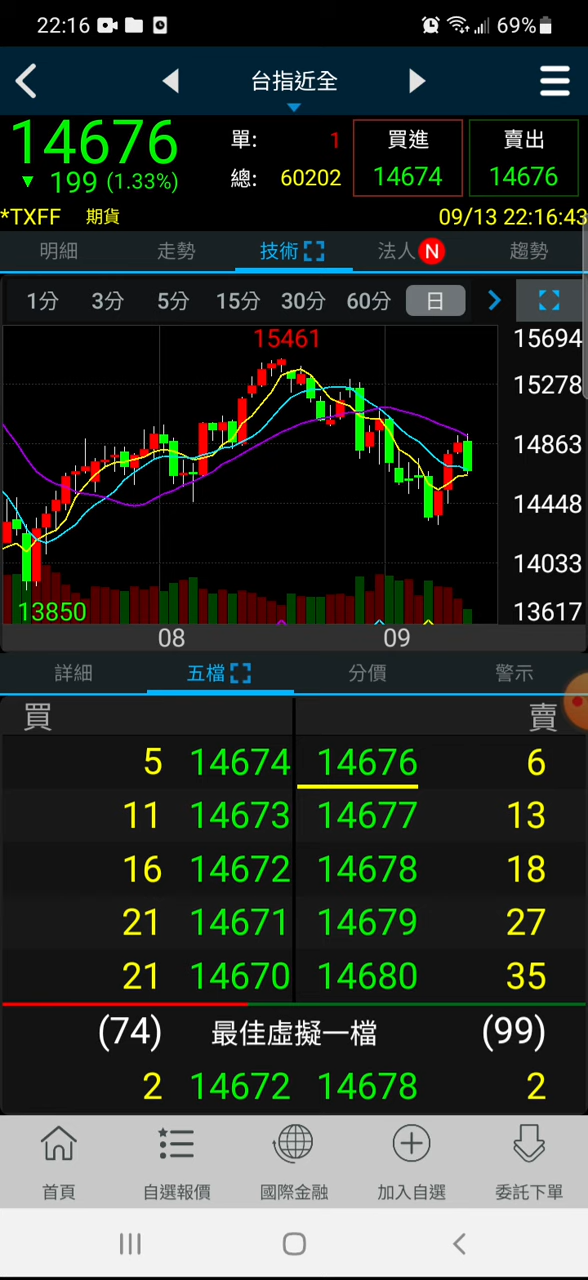 22:16 69%
台指近全
14676
▼ 199 (1.33%)
單: 1
總: 60202
買進
14674
賣出
14676
*TXFF 期貨 09/13 22:16:43
明細 走勢 技術 法人 N 趨勢
1分 3分 5分 15分 30分 60分 日
15461
13850
15694
15278
14863
14448
14033
13617
08 09
詳細 五檔 分價 警示
買 賣
5 14674 14676 6
11 14673 14677 13
16 14672 14678 18
21 14671 14679 27
21 14670 14680 35
(74) 最佳虛擬一檔 (99)
2 14672 14678 2
首頁 自選報價 國際金融 加入自選 委託下單